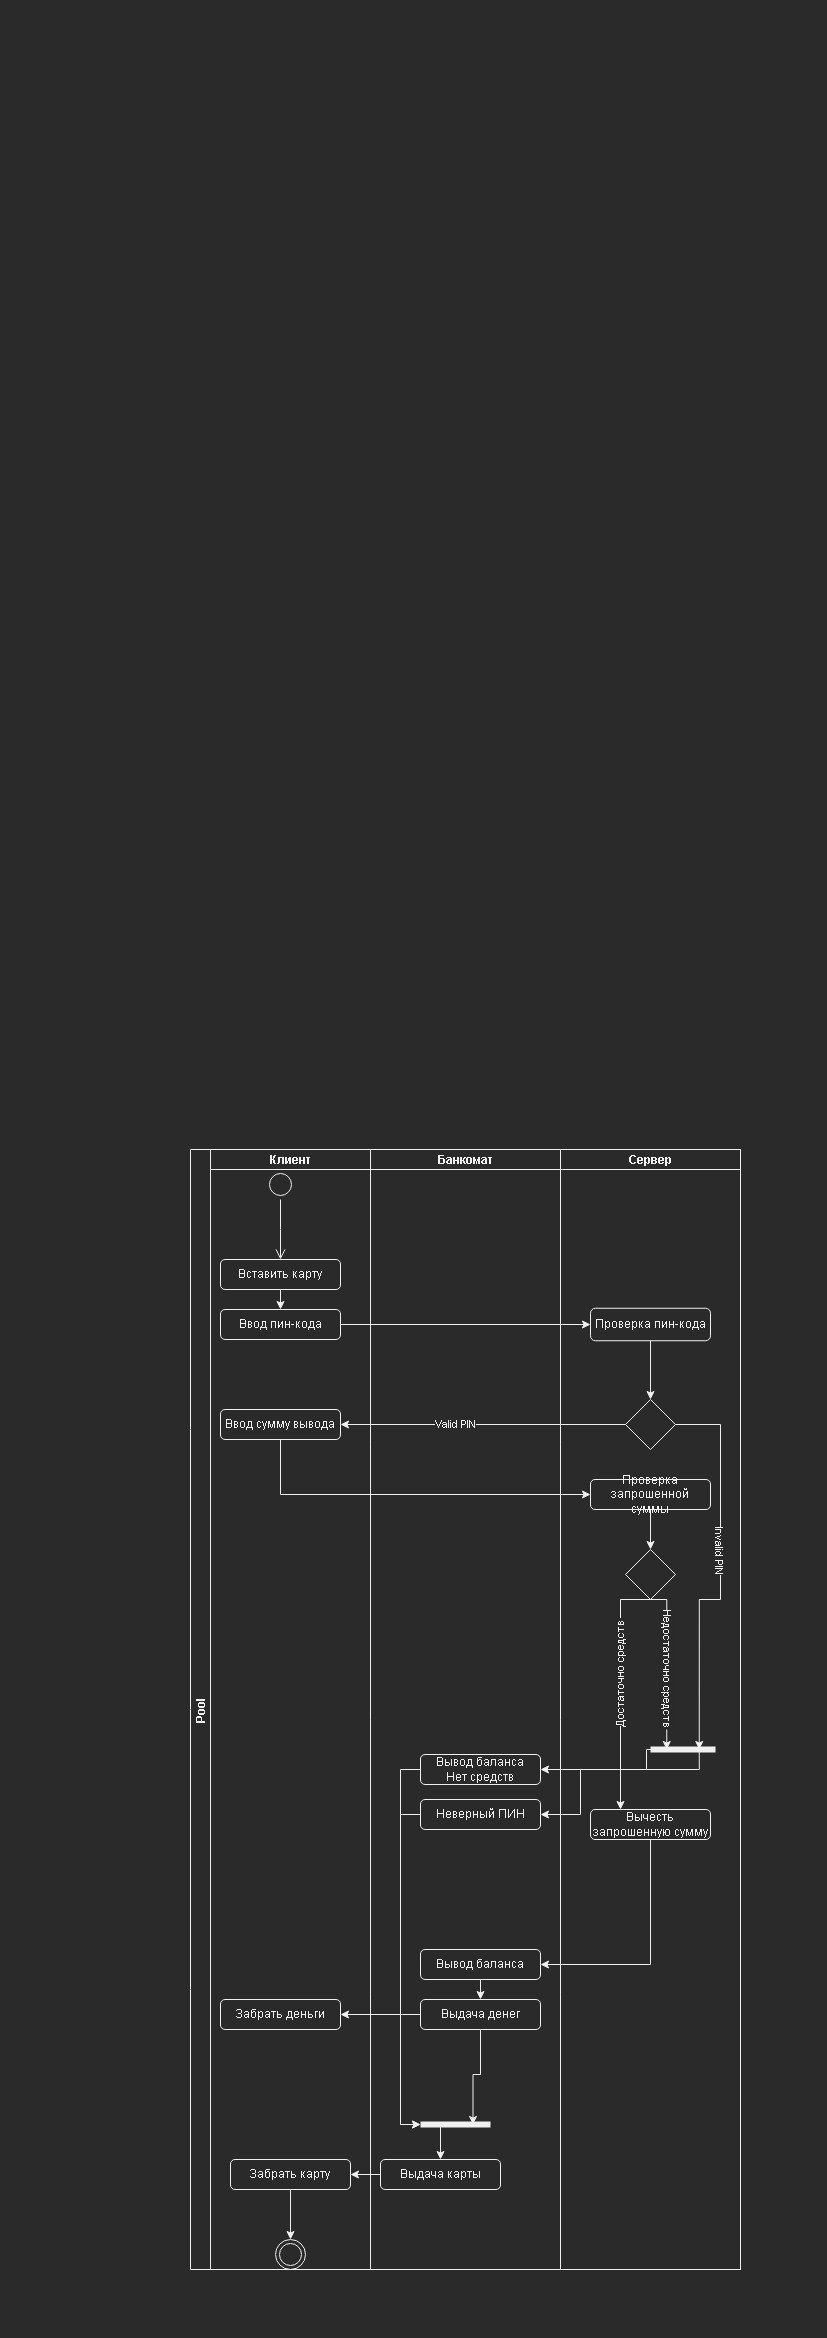 Клиент
Банкомат
Сервер
Pool
Вставить карту
Ввод пин-кода
Проверка пин-кода
Ввод сумму вывода
Valid PIN
Проверка
запрошенной
суммы
Invalid PIN
Достаточно средств
Недостаточно средств
Вывод баланса
Нет средств
Неверный ПИН
Вычесть
запрошенную сумму
Вывод баланса
Забрать деньги
Выдача денег
Забрать карту
Выдача карты